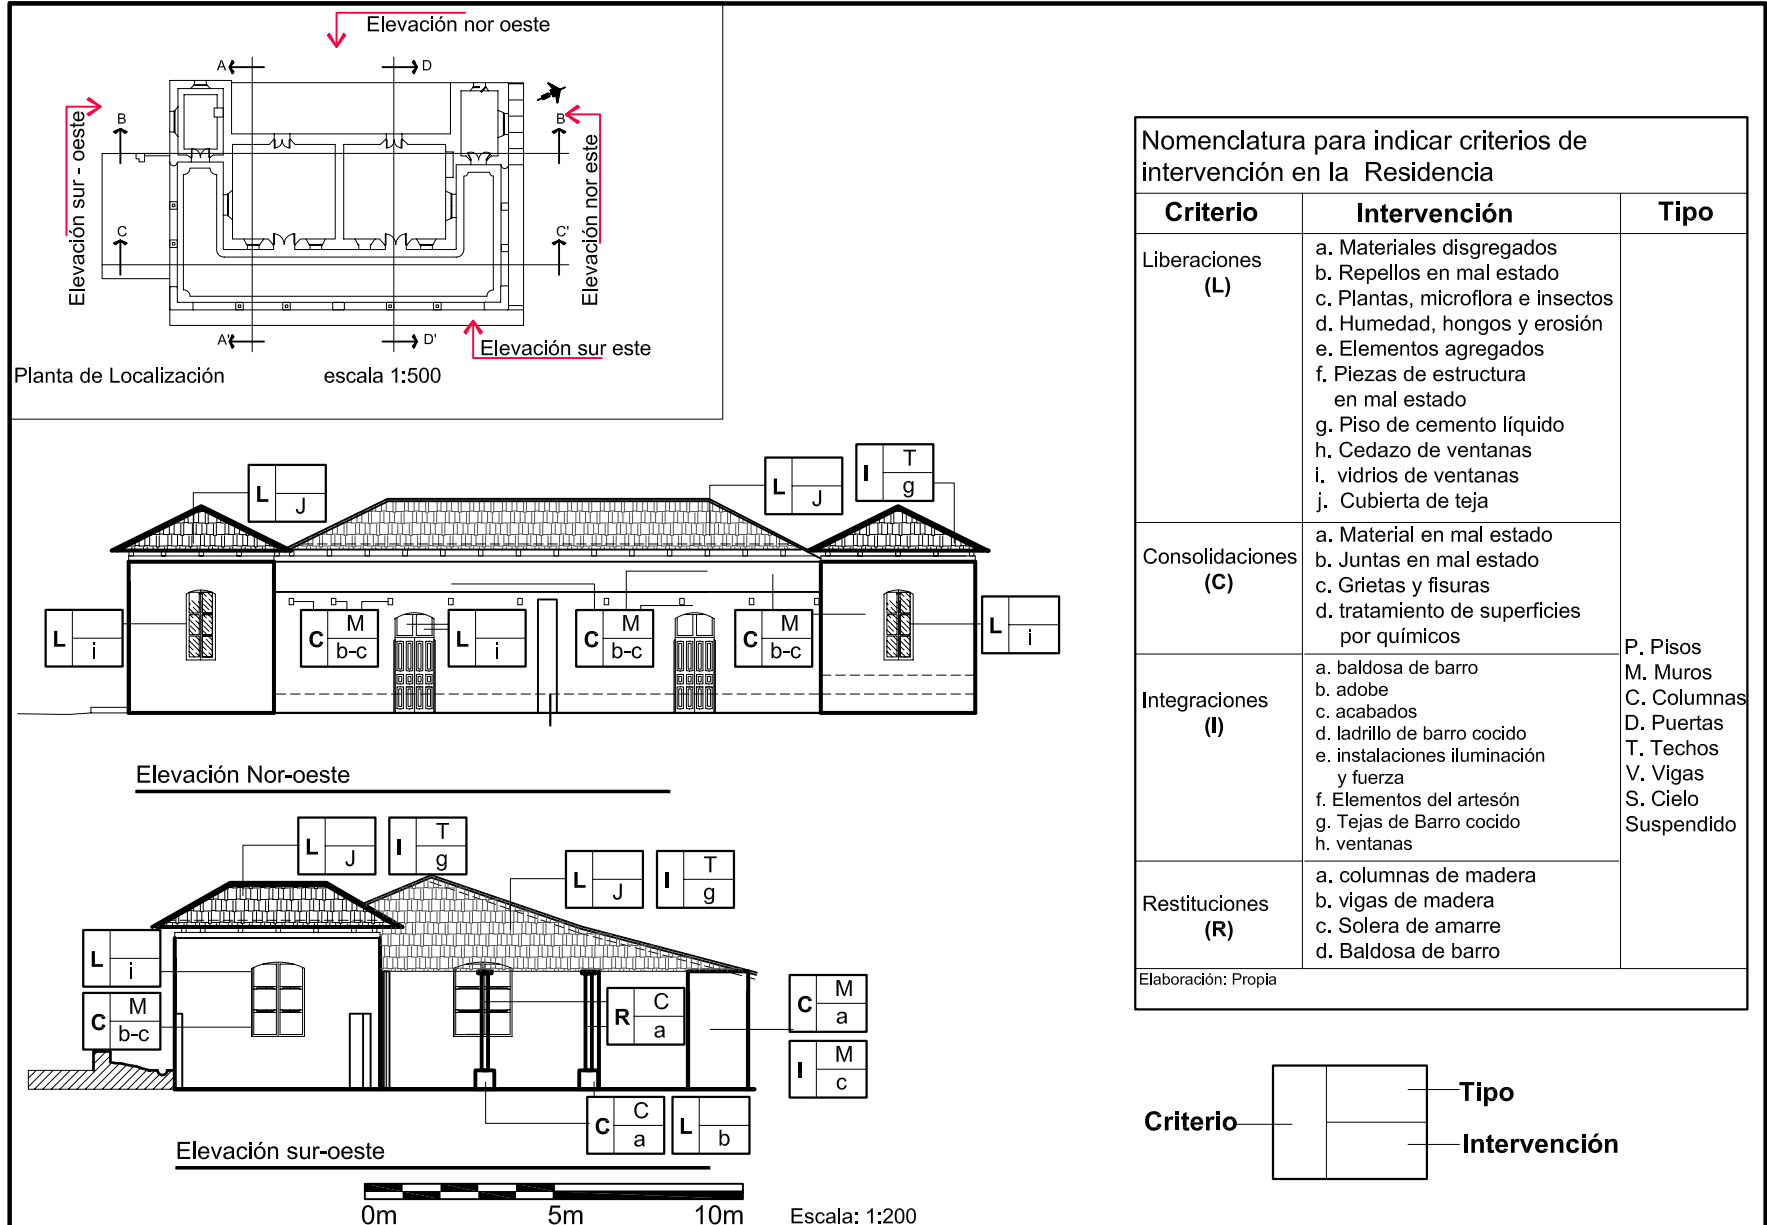 Elevación nor oeste
A
D
B
B
Elevación sur - oeste
Elevación nor este
C
C'
A'
D'
Elevación sur este
Planta de Localización
escala 1:500
Nomenclatura para indicar criterios de
intervención en la Residencia
Criterio
Intervención
Tipo
Liberaciones
(L)
a. Materiales disgregados
b. Repellos en mal estado
c. Plantas, microflora e insectos
d. Humedad, hongos y erosión
e. Elementos agregados
f. Piezas de estructura
en mal estado
g. Piso de cemento líquido
h. Cedazo de ventanas
i. vidrios de ventanas
j. Cubierta de teja
Consolidaciones
(C)
a. Material en mal estado
b. Juntas en mal estado
c. Grietas y fisuras
d. tratamiento de superficies
por químicos
Integraciones
(I)
a. baldosa de barro
b. adobe
c. acabados
d. ladrillo de barro cocido
e. instalaciones iluminación
y fuerza
f. Elementos del artesón
g. Tejas de Barro cocido
h. ventanas
Restituciones
(R)
a. columnas de madera
b. vigas de madera
c. Solera de amarre
d. Baldosa de barro
P. Pisos
M. Muros
C. Columnas
D. Puertas
T. Techos
V. Vigas
S. Cielo
Suspendido
Elaboración: Propia
L J
L J
I T g
L i
C M b-c
L i
C M b-c
C M b-c
L i
Elevación Nor-oeste
L J
I T g
L J
I T g
L i
C M b-c
R C a
C M a
I M c
C C a
L b
Elevación sur-oeste
0m 5m 10m
Escala: 1:200
Criterio
Tipo
Intervención